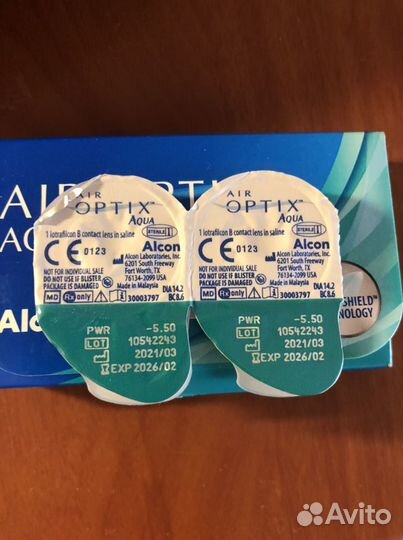 AIR OPTIX
AIR
OPTIX™
AQUA
STERILE
1 lotrafilcon B contact lens in saline
CE 0123
Alcon
Alcon Laboratories, Inc.
6201 South Freeway
Fort Worth, TX
76134-2099 USA
Made in Malaysia
NOT FOR INDIVIDUAL SALE
DO NOT USE IF BLISTER
PACKAGE IS DAMAGED
MD Rx only
30003797
DIA 14.2
BC 8.6
PWR -5.50
LOT 10542243
2021/03
EXP 2026/02
AIR
OPTIX™
AQUA
STERILE
1 lotrafilcon B contact lens in saline
CE 0123
Alcon
Alcon Laboratories, Inc.
6201 South Freeway
Fort Worth, TX
76134-2099 USA
Made in Malaysia
NOT FOR INDIVIDUAL SALE
DO NOT USE IF BLISTER
PACKAGE IS DAMAGED
MD Rx only
30003797
DIA 14.2
BC 8.6
PWR -5.50
LOT 10542243
2021/03
EXP 2026/02
SHIELD™
Avito